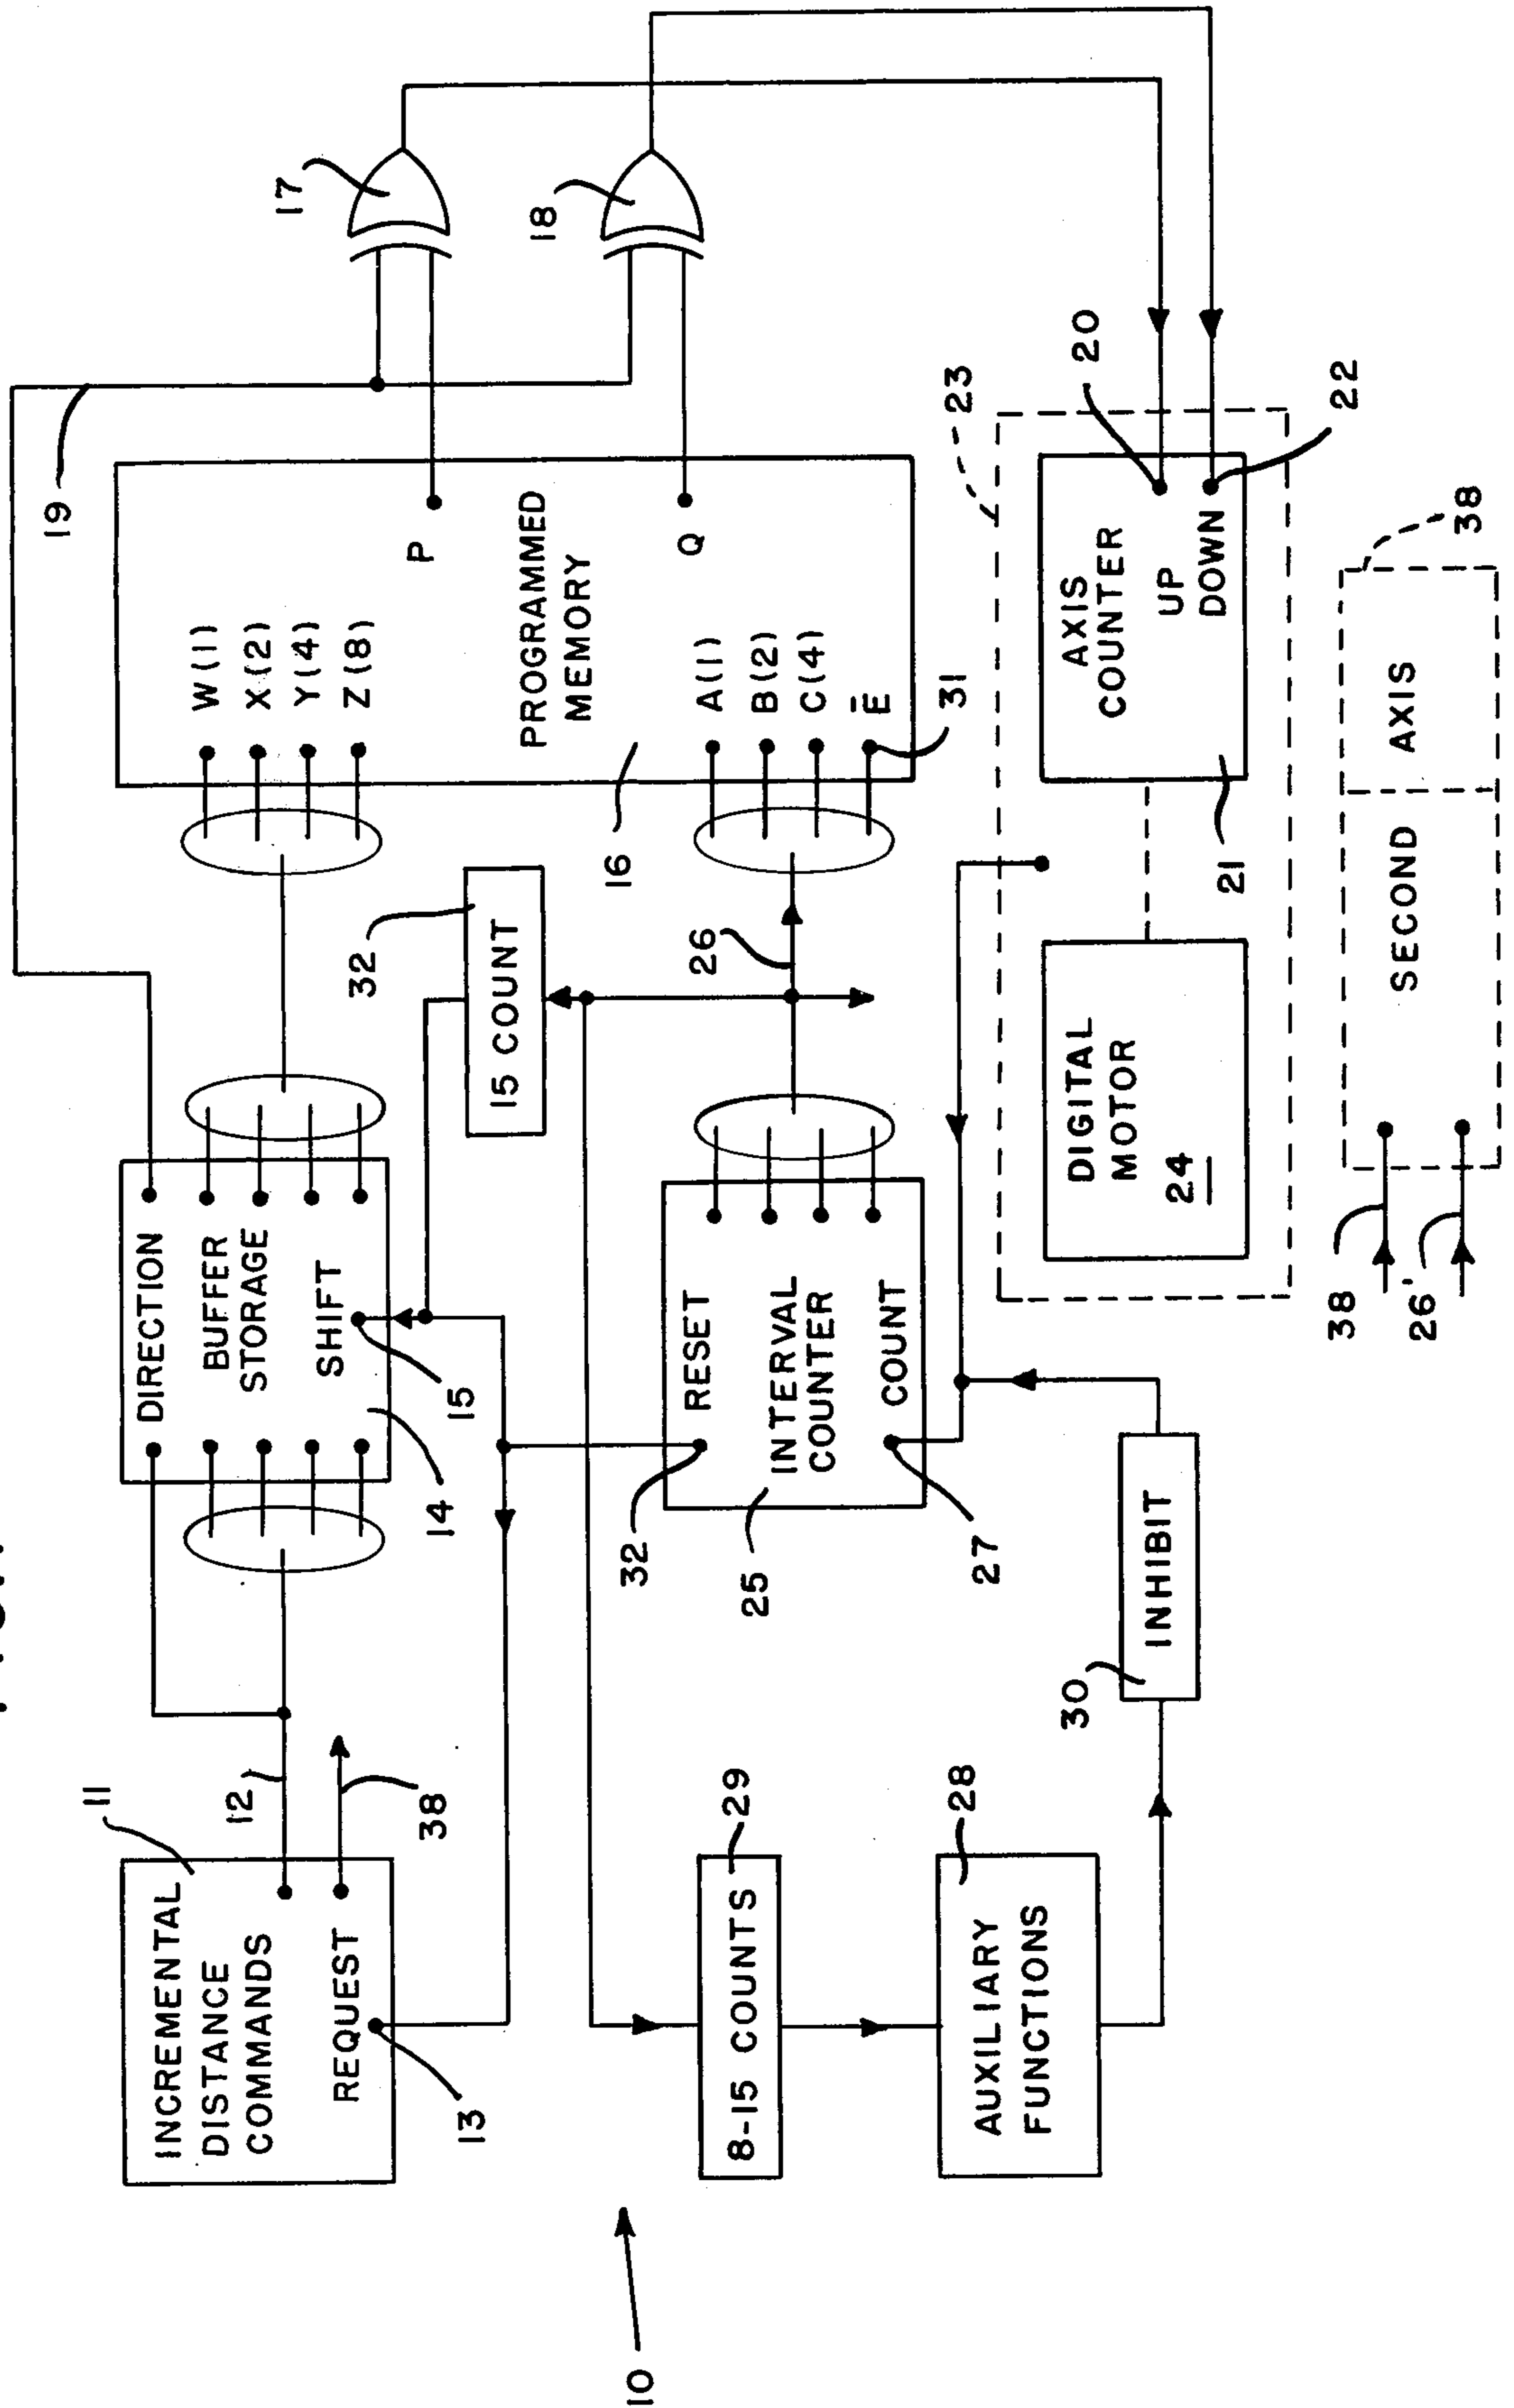 10
11
INCREMENTAL
DISTANCE
COMMANDS
REQUEST
13
12
38
DIRECTION
BUFFER
STORAGE
SHIFT
15
14
19
W(1)
X(2)
Y(4)
Z(8)
P
PROGRAMMED
MEMORY
Q
A(1)
B(2)
C(4)
E̅
31
16
17
18
32
15 COUNT
26
RESET
INTERVAL
COUNTER
COUNT
32
25
27
8-15 COUNTS
29
AUXILIARY
FUNCTIONS
28
INHIBIT
30
23
AXIS
COUNTER
UP
DOWN
20
22
21
DIGITAL
MOTOR
24
SECOND AXIS
38
38
26'